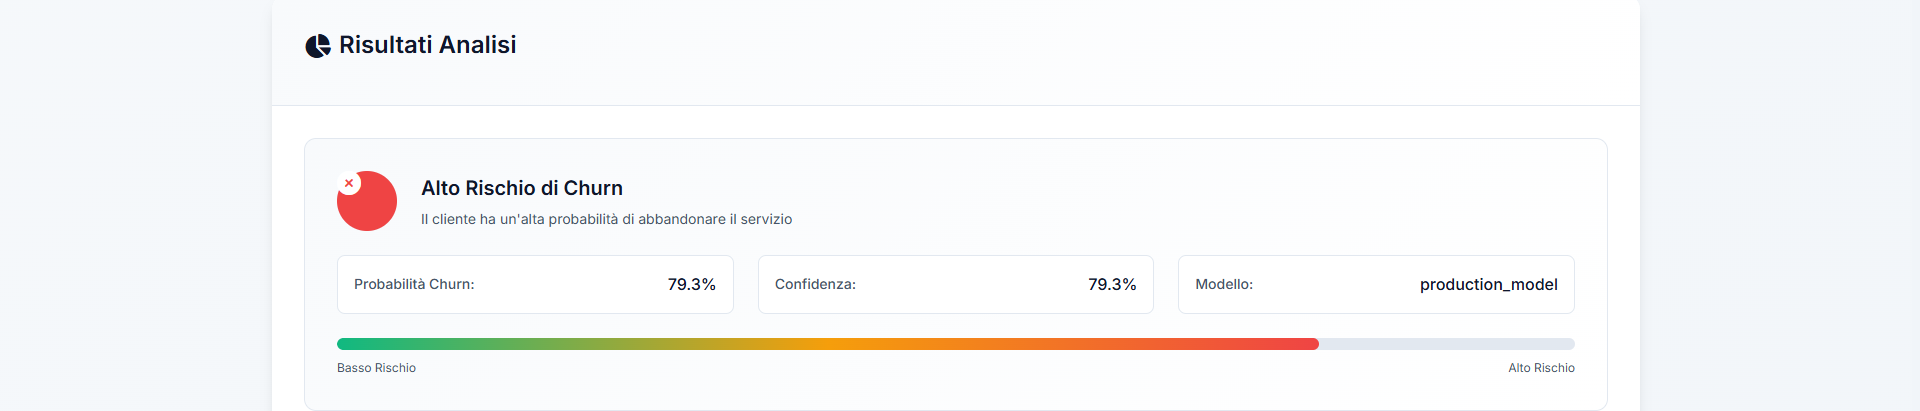 Risultati Analisi
Alto Rischio di Churn
Il cliente ha un'alta probabilità di abbandonare il servizio
Probabilità Churn: 79.3%
Confidenza: 79.3%
Modello: production_model
Basso Rischio
Alto Rischio